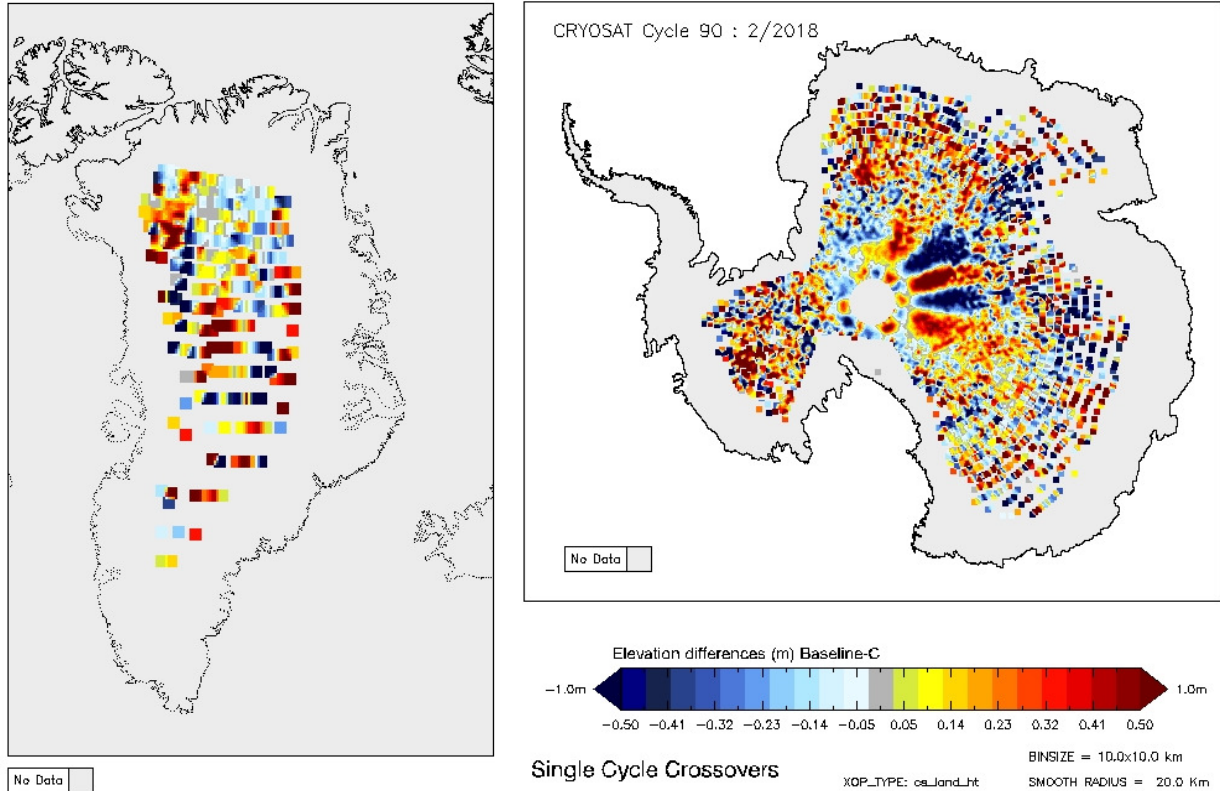 CRYOSAT Cycle 90 : 2/2018
No Data
Elevation differences (m) Baseline-C
-1.0m 1.0m
-0.50 -0.41 -0.32 -0.23 -0.14 -0.05 0.05 0.14 0.23 0.32 0.41 0.50
Single Cycle Crossovers
BINSIZE = 10.0x10.0 km
XOP_TYPE: cs_land_ht SMOOTH RADIUS = 20.0 Km
No Data